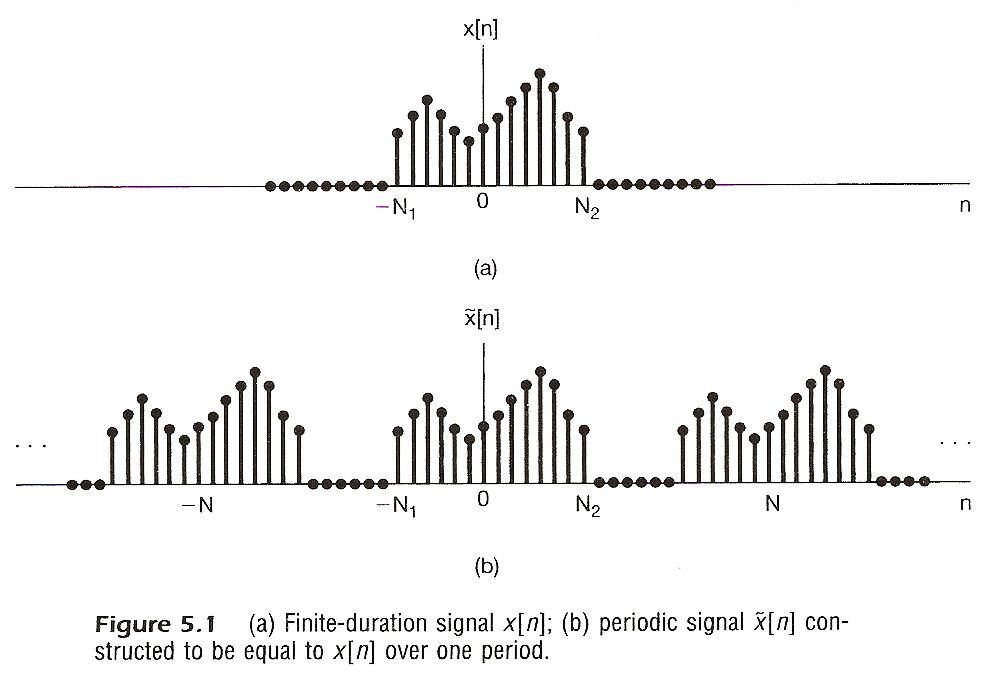 x[n]
−N₁ 0 N₂ n
(a)
x̃[n]
. . . . . .
−N −N₁ 0 N₂ N n
(b)
Figure 5.1 (a) Finite-duration signal x[n]; (b) periodic signal x̃[n] con-
structed to be equal to x[n] over one period.